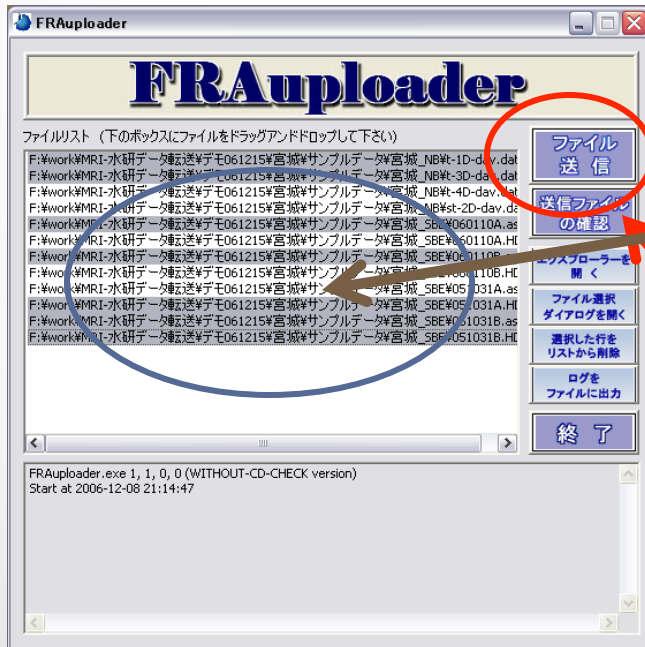 FRAuploader
FRAuploader
ファイルリスト (下のボックスにファイルをドラッグアンドドロップして下さい)
F:¥work¥MRI-水研データ転送¥デモ061215¥宮城¥サンプルデータ¥宮城_NB¥t-1D-dav.dat
F:¥work¥MRI-水研データ転送¥デモ061215¥宮城¥サンプルデータ¥宮城_NB¥t-3D-dav.dat
F:¥work¥MRI-水研データ転送¥デモ061215¥宮城¥サンプルデータ¥宮城_NB¥t-4D-dav.dat
F:¥work¥MRI-水研データ転送¥デモ061215¥宮城¥サンプルデータ¥宮城_NB¥st-2D-dav.da
F:¥work¥MRI-水研データ転送¥デモ061215¥宮城¥サンプルデータ¥宮城_SBE¥060110A.as
F:¥work¥MRI-水研データ転送¥デモ061215¥宮城¥サンプルデータ¥宮城_SBE¥060110A.HD
F:¥work¥MRI-水研データ転送¥デモ061215¥宮城¥サンプルデータ¥宮城_SBE¥060110B.as
F:¥work¥MRI-水研データ転送¥デモ061215¥宮城¥サンプルデータ
F:¥work¥MRI-水研データ転送¥デモ061215¥宮城¥サン
F:¥work¥MRI-水研データ転送¥デモ061215¥宮城¥サンプルデータ¥宮城_SBE¥051031A.HD
F:¥work¥MRI-水研データ転送¥デモ061215¥宮城¥サンプルデータ¥宮城_SBE¥051031B.as
F:¥work¥MRI-水研データ転送¥デモ061215¥宮城¥サンプルデータ¥宮城_SBE¥051031B.HD
ファイル
送信
送信ファイル
の確認
エクスプローラーを
開く
ファイル選択
ダイアログを開く
選択した行を
リストから削除
ログを
ファイルに出力
終了
FRAuploader.exe 1, 1, 0, 0 (WITHOUT-CD-CHECK version)
Start at 2006-12-08 21:14:47